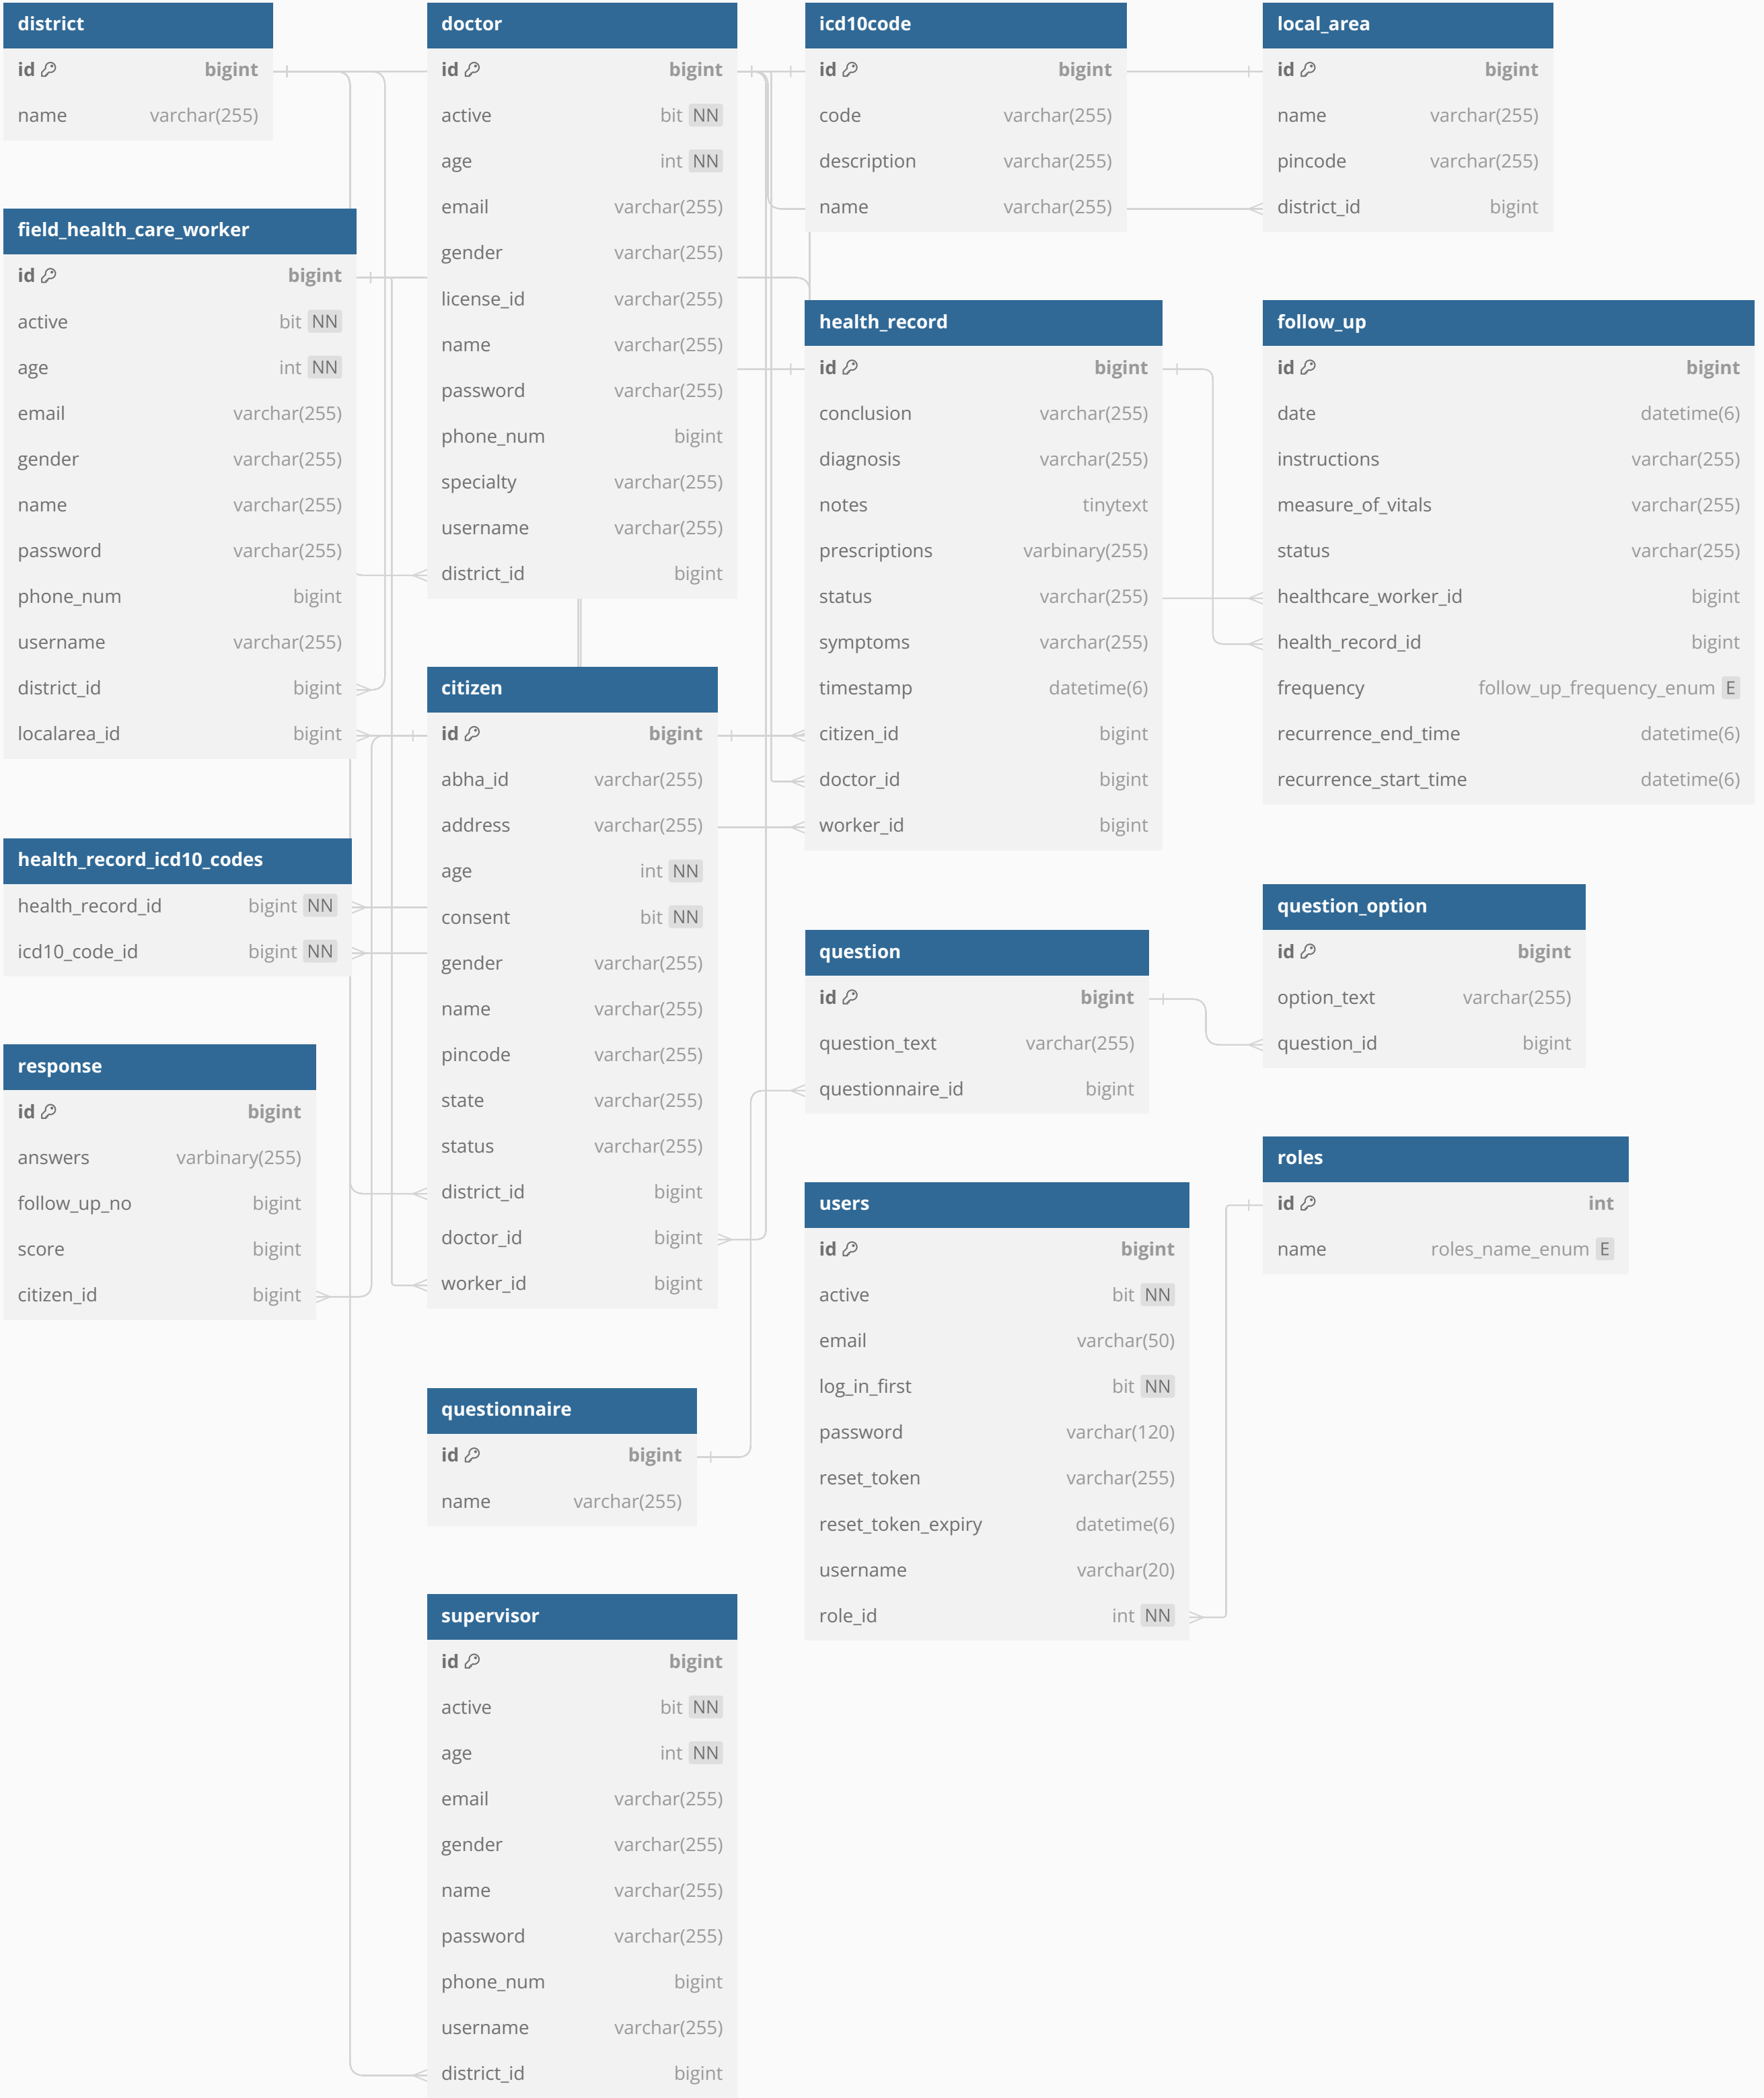 district
id bigint
name varchar(255)
doctor
id bigint
active bit NN
age int NN
email varchar(255)
gender varchar(255)
license_id varchar(255)
name varchar(255)
password varchar(255)
phone_num bigint
specialty varchar(255)
username varchar(255)
district_id bigint
icd10code
id bigint
code varchar(255)
description varchar(255)
name varchar(255)
local_area
id bigint
name varchar(255)
pincode varchar(255)
district_id bigint
field_health_care_worker
id bigint
active bit NN
age int NN
email varchar(255)
gender varchar(255)
name varchar(255)
password varchar(255)
phone_num bigint
username varchar(255)
district_id bigint
localarea_id bigint
health_record
id bigint
conclusion varchar(255)
diagnosis varchar(255)
notes tinytext
prescriptions varbinary(255)
status varchar(255)
symptoms varchar(255)
timestamp datetime(6)
citizen_id bigint
doctor_id bigint
worker_id bigint
follow_up
id bigint
date datetime(6)
instructions varchar(255)
measure_of_vitals varchar(255)
status varchar(255)
healthcare_worker_id bigint
health_record_id bigint
frequency follow_up_frequency_enum E
recurrence_end_time datetime(6)
recurrence_start_time datetime(6)
citizen
id bigint
abha_id varchar(255)
address varchar(255)
age int NN
consent bit NN
gender varchar(255)
name varchar(255)
pincode varchar(255)
state varchar(255)
status varchar(255)
district_id bigint
doctor_id bigint
worker_id bigint
health_record_icd10_codes
health_record_id bigint NN
icd10_code_id bigint NN
response
id bigint
answers varbinary(255)
follow_up_no bigint
score bigint
citizen_id bigint
question
id bigint
question_text varchar(255)
questionnaire_id bigint
question_option
id bigint
option_text varchar(255)
question_id bigint
roles
id int
name roles_name_enum E
users
id bigint
active bit NN
email varchar(50)
log_in_first bit NN
password varchar(120)
reset_token varchar(255)
reset_token_expiry datetime(6)
username varchar(20)
role_id int NN
questionnaire
id bigint
name varchar(255)
supervisor
id bigint
active bit NN
age int NN
email varchar(255)
gender varchar(255)
name varchar(255)
password varchar(255)
phone_num bigint
username varchar(255)
district_id bigint